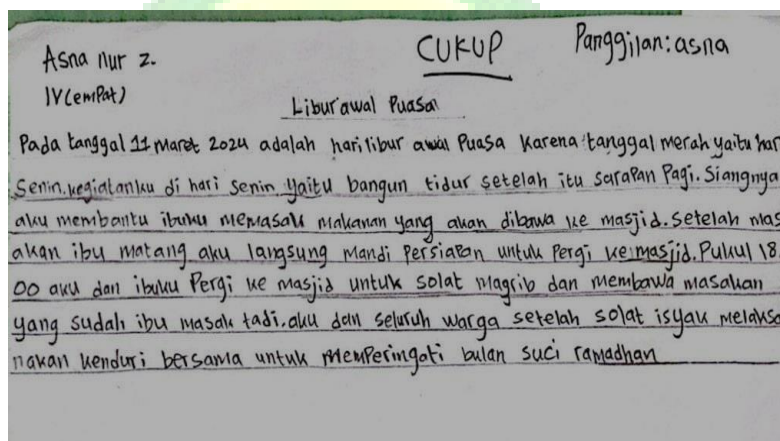 Asna nur z.
CUKUP
Panggilan: asna
IV (emPat)
Libur awal Puasa
Pada tanggal 11 Maret 2024 adalah hari libur awal Puasa karena tanggal merah yaitu har
Senin. kegiatanku di hari senin yaitu bangun tidur setelah itu saraPan Pagi. Siangnya
aku membantu ibuku memasak makanan yang akan dibawa ke masjid. setelah mas
akan ibu matang aku langsung Mandi PersiaPan untuk Pergi ke masjid. Pukul 18.
00 aku dan ibuku Pergi ke masjid untuk solat magrib dan membawa masakan
yang sudah ibu masak tadi. aku dan seluruh warga setelah solat isyak melaksa
nakan kenduri bersama untuk memPeringati bulan suci ramadhan